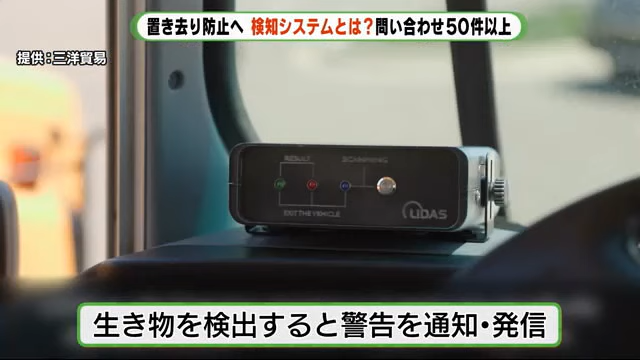 置き去り防止へ 検知システムとは?問い合わせ50件以上
提供:三洋貿易
RESULT
BEGINNING
EXIT THE VEHICLE
LIDAS
生き物を検出すると警告を通知・発信